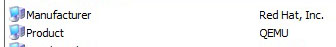 Manufacturer Red Hat, Inc.
Product QEMU